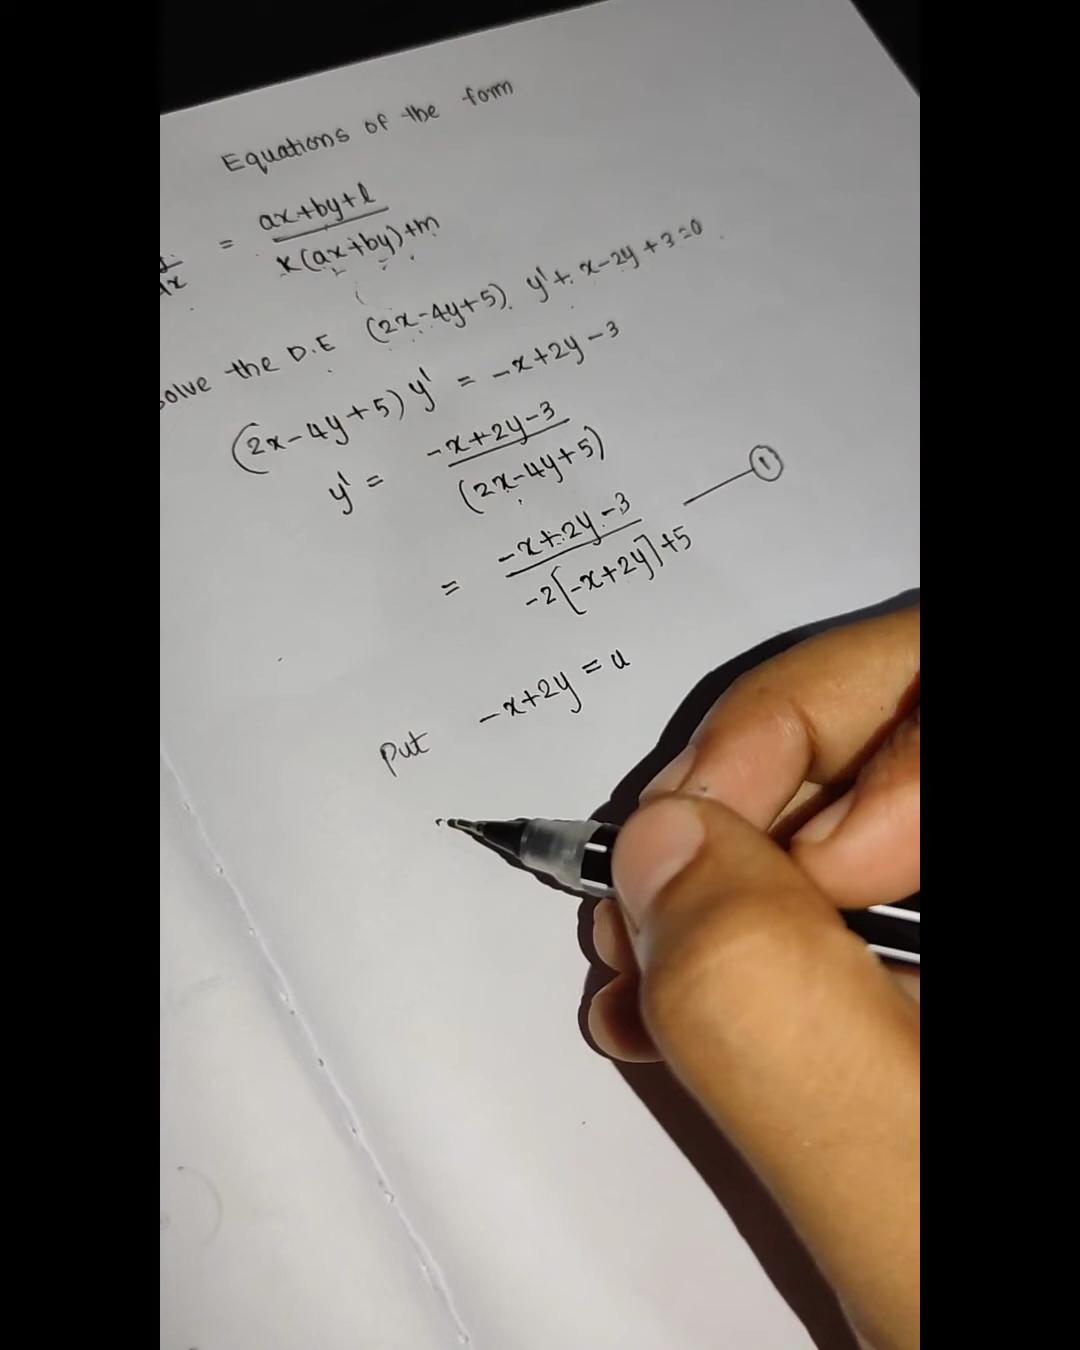 Equations of the form
= ax+by+l / k(ax+by)+m
solve the D.E (2x-4y+5) y' + x-2y+3=0
(2x-4y+5) y' = -x+2y-3
y' = -x+2y-3 / (2x-4y+5)
= -x+2y-3 / -2[-x+2y]+5 — ①
put -x+2y = u